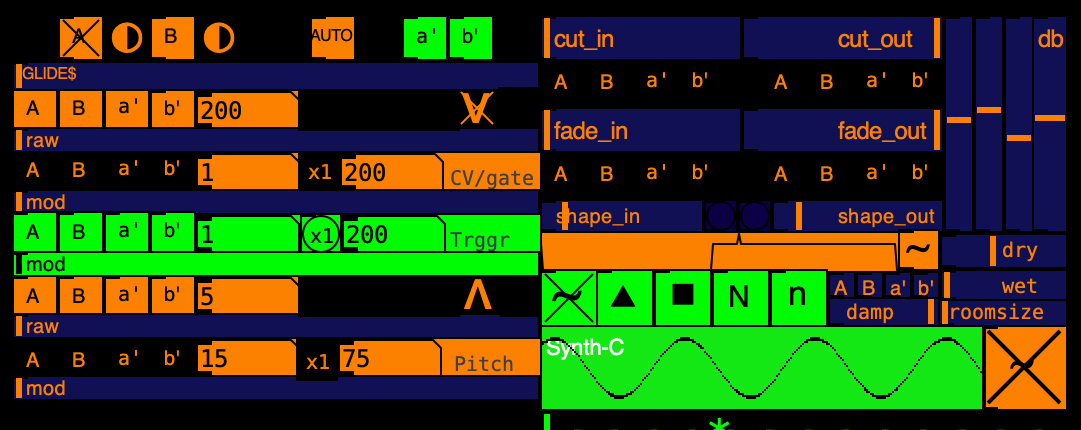 A B AUTO a' b'
GLIDE$
A B a' b' 200 V
raw
A B a' b' 1 x1 200 CV/gate
mod
A B a' b' 1 x1 200 Trggr
mod
A B a' b' 5 Λ
raw
A B a' b' 15 x1 75 Pitch
mod
cut_in cut_out db
A B a' b' A B a' b'
fade_in fade_out
A B a' b' A B a' b'
shape_in shape_out
~ dry
~ ▲ ■ N n A B a' b' wet
damp roomsize
Synth-C ~
*